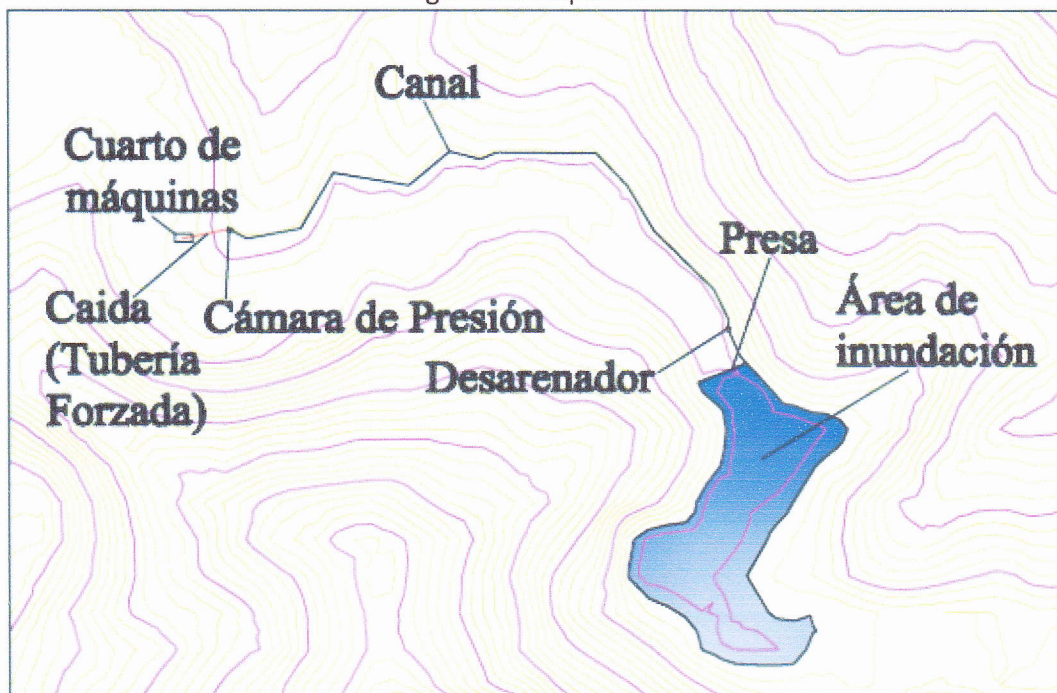 Canal
Cuarto de
máquinas
Presa
Área de
inundación
Caida
(Tubería
Forzada)
Cámara de Presión
Desarenador